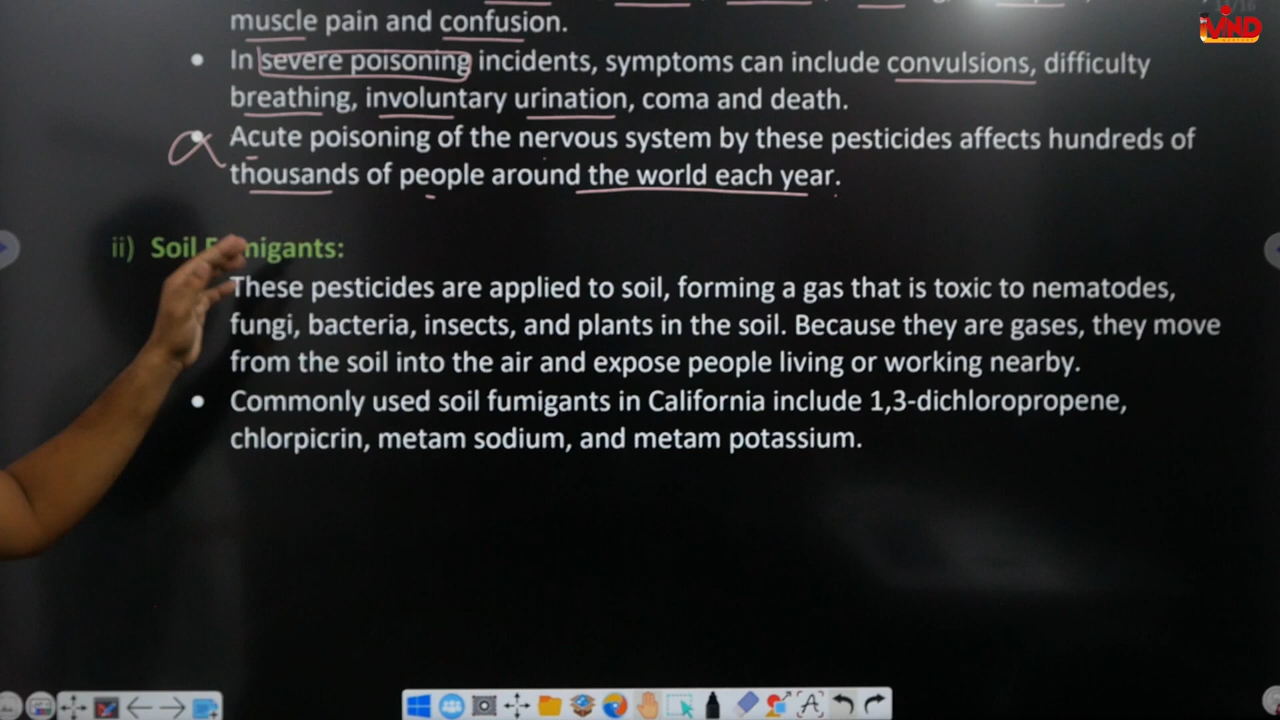 muscle pain and confusion.
• In severe poisoning incidents, symptoms can include convulsions, difficulty
breathing, involuntary urination, coma and death.
• Acute poisoning of the nervous system by these pesticides affects hundreds of
thousands of people around the world each year.
ii) Soil Fumigants:
These pesticides are applied to soil, forming a gas that is toxic to nematodes,
fungi, bacteria, insects, and plants in the soil. Because they are gases, they move
from the soil into the air and expose people living or working nearby.
• Commonly used soil fumigants in California include 1,3-dichloropropene,
chlorpicrin, metam sodium, and metam potassium.